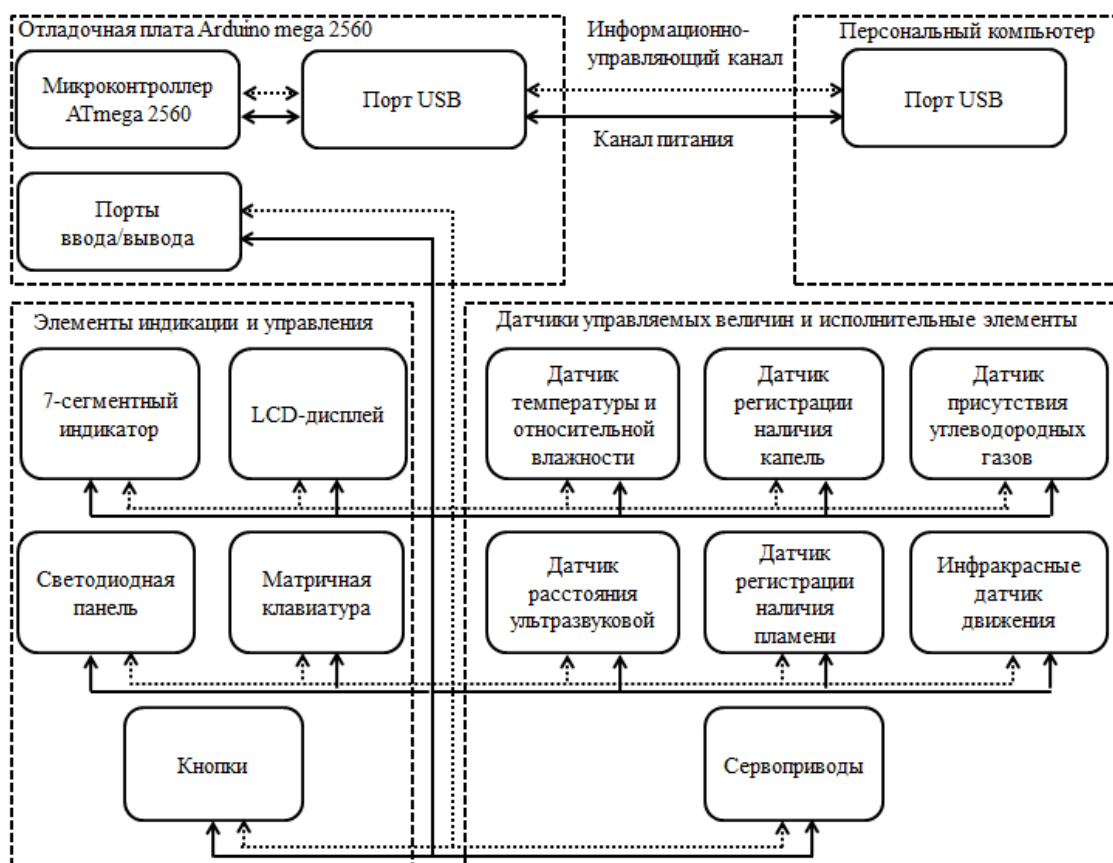 Отладочная плата Arduino mega 2560
Микроконтроллер
ATmega 2560
Порт USB
Информационно-
управляющий канал
Канал питания
Персональный компьютер
Порт USB
Порты
ввода/вывода
Элементы индикации и управления
7-сегментный
индикатор
LCD-дисплей
Светодиодная
панель
Матричная
клавиатура
Кнопки
Датчики управляемых величин и исполнительные элементы
Датчик
температуры и
относительной
влажности
Датчик
регистрации
наличия
капель
Датчик
присутствия
углеводородных
газов
Датчик
расстояния
ультразвуковой
Датчик
регистрации
наличия
пламени
Инфракрасные
датчик
движения
Сервоприводы